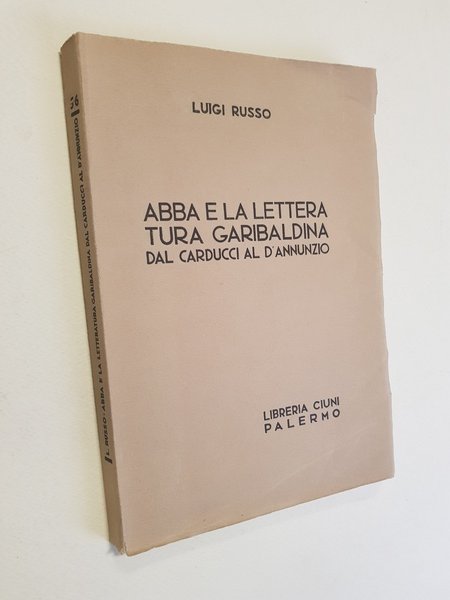 LUIGI RUSSO
ABBA E LA LETTERA
TURA GARIBALDINA
DAL CARDUCCI AL D'ANNUNZIO
LIBRERIA CIUNI
PALERMO
L. RUSSO - ABBA E LA LETTERATURA GARIBALDINA DAL CARDUCCI AL D'ANNUNZIO